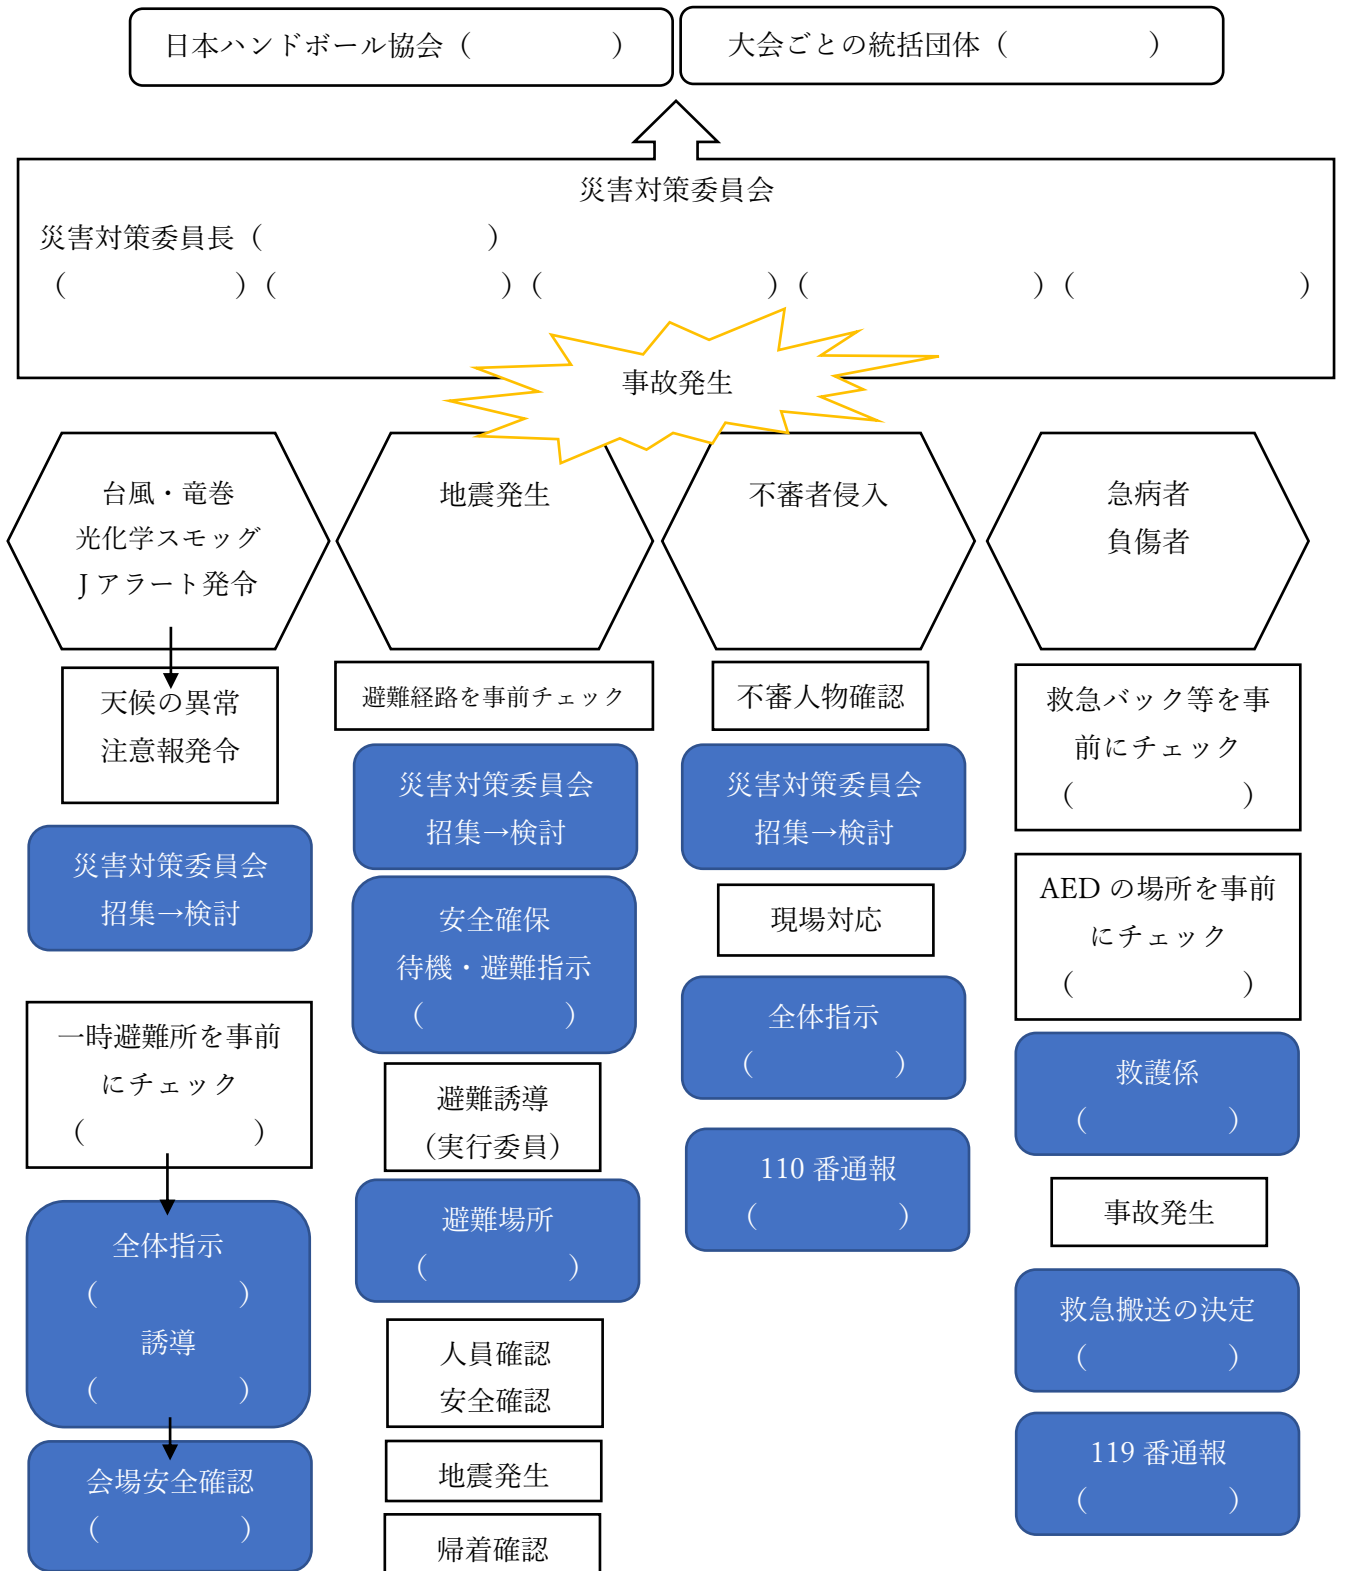 日本ハンドボール協会（　　　　　）
大会ごとの統括団体（　　　　　）
災害対策委員会
災害対策委員長（　　　　　　　　）
（　　　　　　）（　　　　　　　　）（　　　　　　　　）（　　　　　　　　）（　　　　　　　　）
事故発生
台風・竜巻
光化学スモッグ
Jアラート発令
天候の異常
注意報発令
災害対策委員会
招集→検討
一時避難所を事前
にチェック
（　　　　　　）
全体指示
（　　　　　）
誘導
（　　　　　）
会場安全確認
（　　　　　）
地震発生
避難経路を事前チェック
災害対策委員会
招集→検討
安全確保
待機・避難指示
（　　　　　）
避難誘導
（実行委員）
避難場所
（　　　　　）
人員確認
安全確認
地震発生
帰着確認
不審者侵入
不審人物確認
災害対策委員会
招集→検討
現場対応
全体指示
（　　　　　）
110 番通報
（　　　　　）
急病者
負傷者
救急バック等を事
前にチェック
（　　　　　　）
AED の場所を事前
にチェック
（　　　　　　）
救護係
（　　　　　）
事故発生
救急搬送の決定
（　　　　　）
119 番通報
（　　　　　）